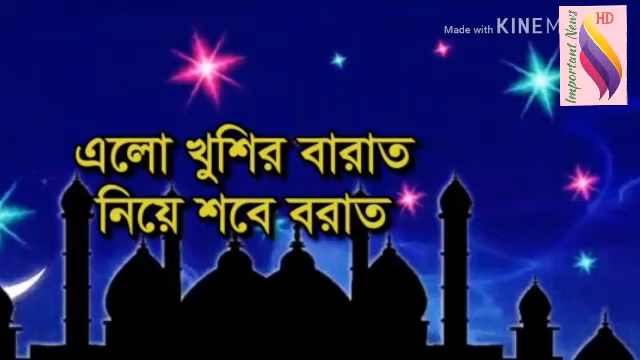 Made with KINEM
HD
Important News
এলো খুশির বারাত
নিয়ে শবে বরাত